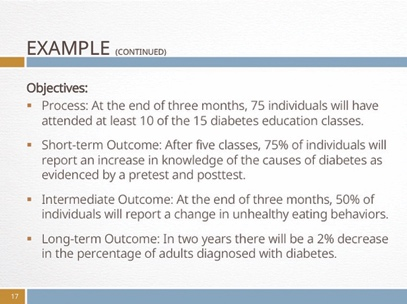 EXAMPLE (CONTINUED)
Objectives:
▪ Process: At the end of three months, 75 individuals will have
attended at least 10 of the 15 diabetes education classes.
▪ Short-term Outcome: After five classes, 75% of individuals will
report an increase in knowledge of the causes of diabetes as
evidenced by a pretest and posttest.
▪ Intermediate Outcome: At the end of three months, 50% of
individuals will report a change in unhealthy eating behaviors.
▪ Long-term Outcome: In two years there will be a 2% decrease
in the percentage of adults diagnosed with diabetes.
17